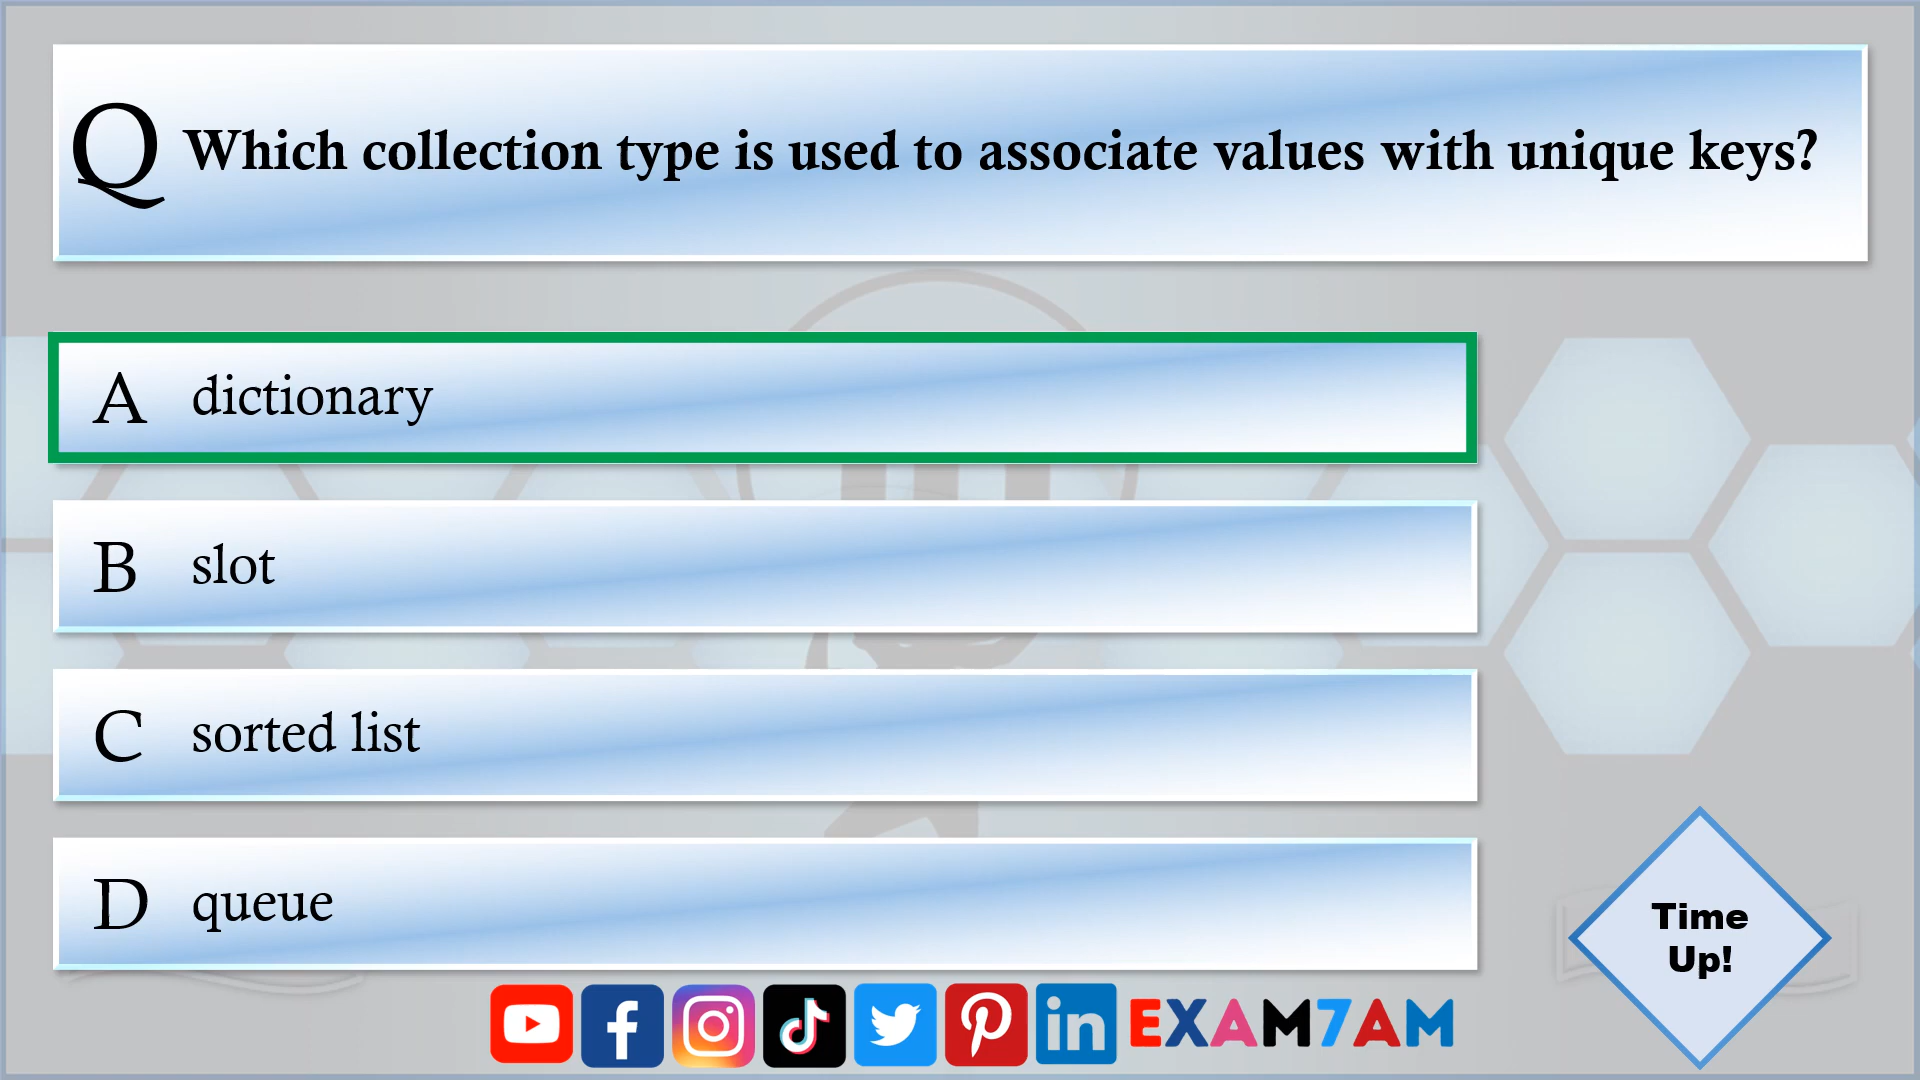 Q Which collection type is used to associate values with unique keys?
A dictionary
B slot
C sorted list
D queue
Time
Up!
EXAM7AM